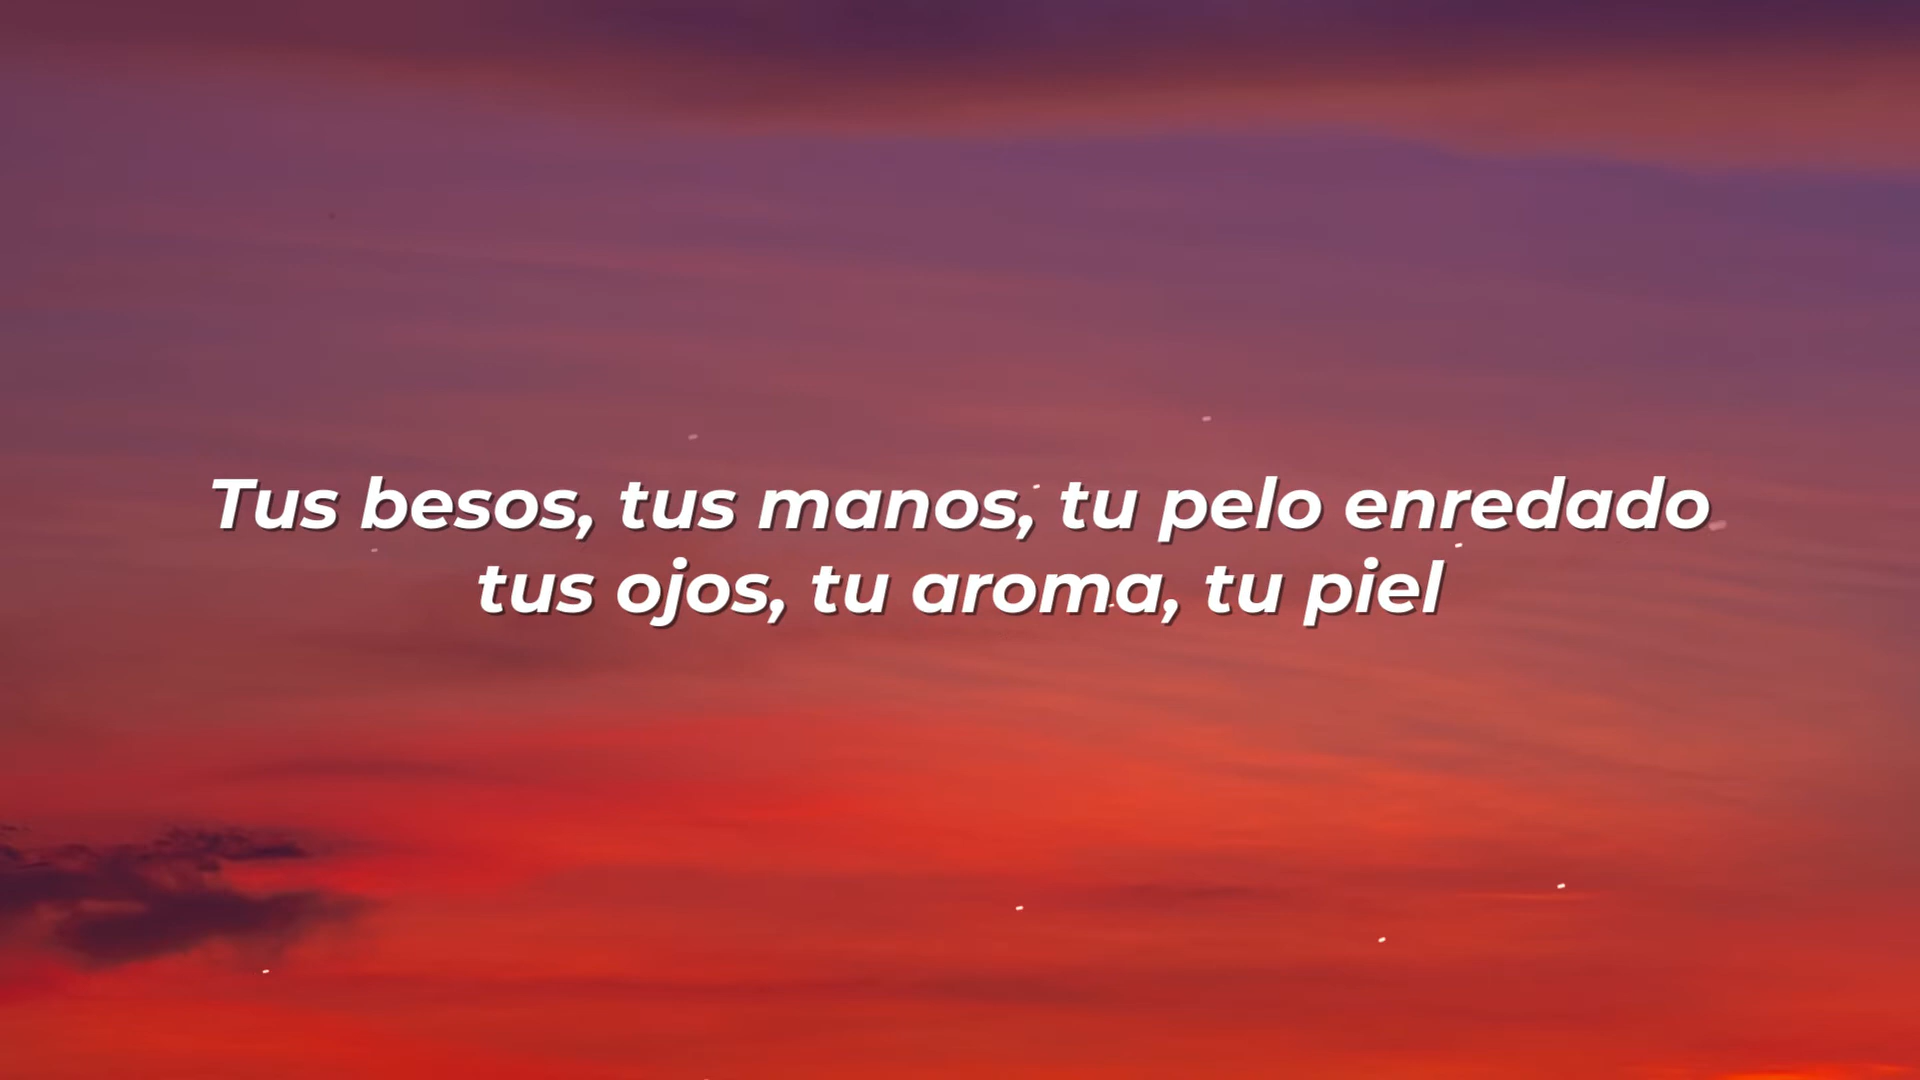 Tus besos, tus manos, tu pelo enredado
tus ojos, tu aroma, tu piel